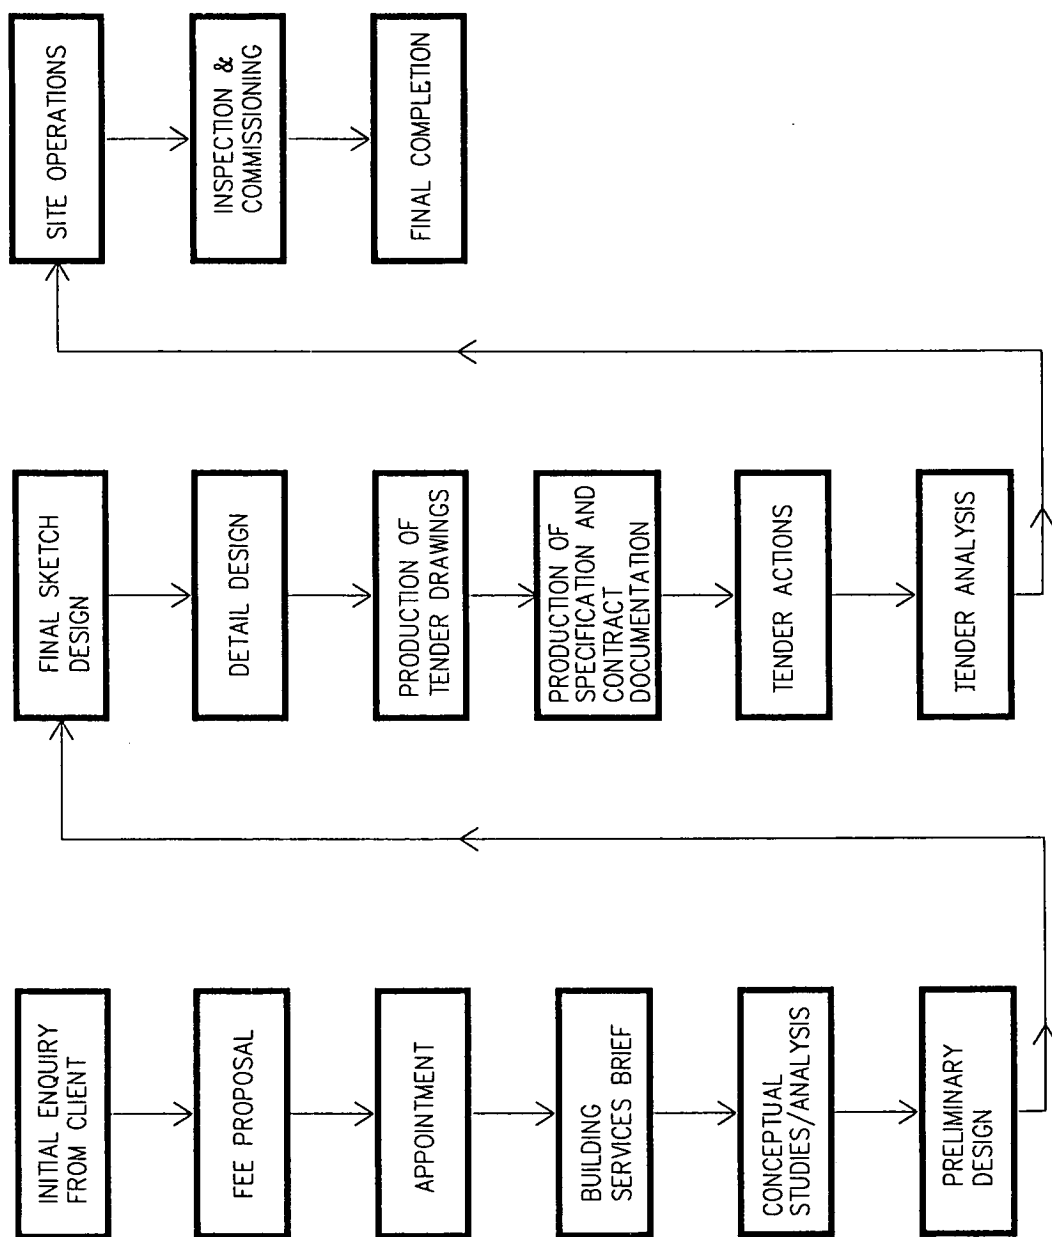 INITIAL ENQUIRY
FROM CLIENT
FEE PROPOSAL
APPOINTMENT
BUILDING
SERVICES BRIEF
CONCEPTUAL
STUDIES/ANALYSIS
PRELIMINARY
DESIGN
FINAL SKETCH
DESIGN
DETAIL DESIGN
PRODUCTION OF
TENDER DRAWINGS
PRODUCTION OF
SPECIFICATION AND
CONTRACT
DOCUMENTATION
TENDER ACTIONS
TENDER ANALYSIS
SITE OPERATIONS
INSPECTION &
COMMISSIONING
FINAL COMPLETION